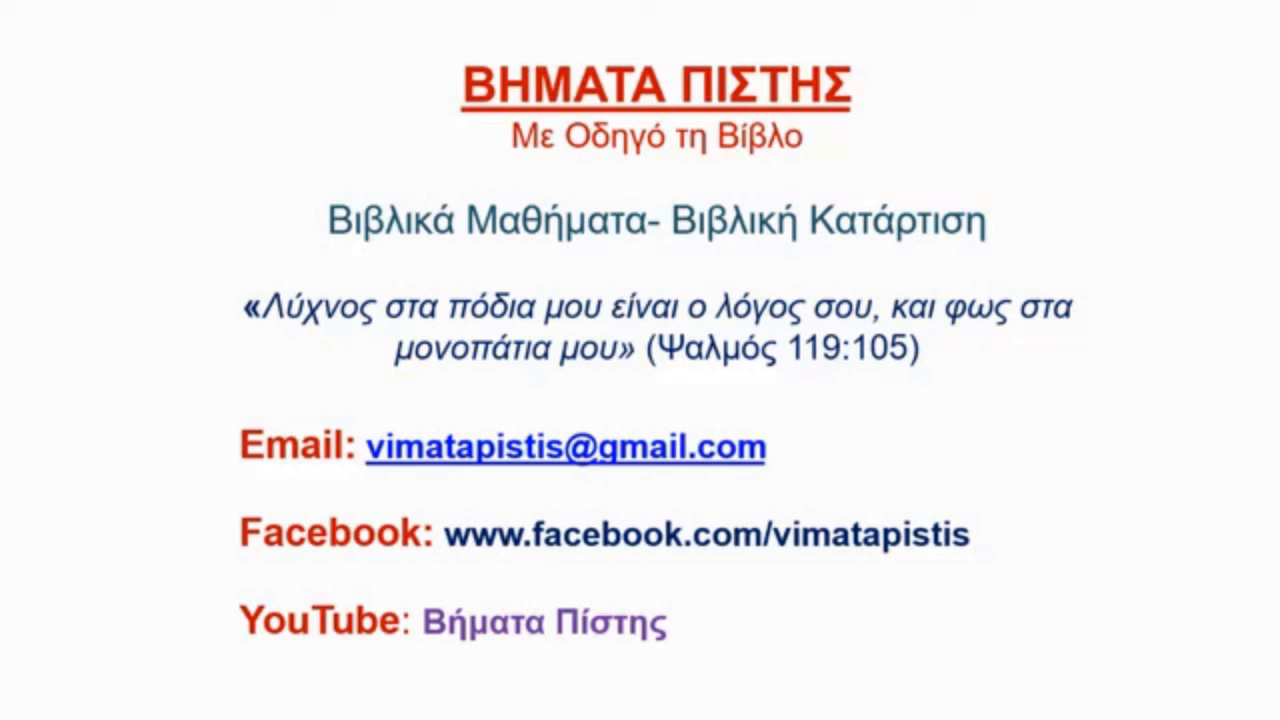 ΒΗΜΑΤΑ ΠΙΣΤΗΣ
Με Οδηγό τη Βίβλο
Βιβλικά Μαθήματα- Βιβλική Κατάρτιση
«Λύχνος στα πόδια μου είναι ο λόγος σου, και φως στα
μονοπάτια μου» (Ψαλμός 119:105)
Email: vimatapistis@gmail.com
Facebook: www.facebook.com/vimatapistis
YouTube: Βήματα Πίστης